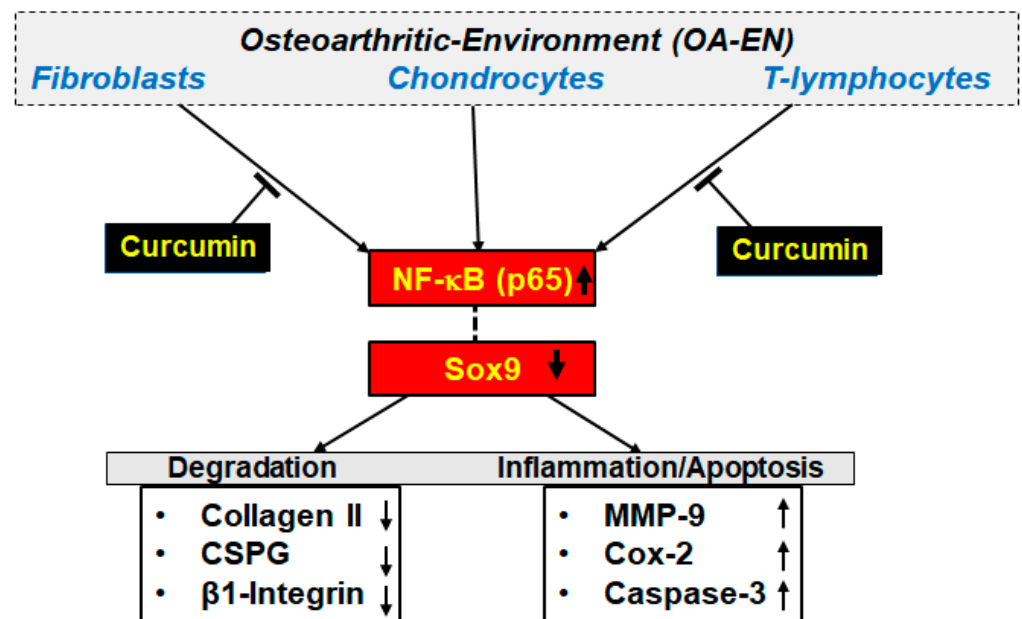 Osteoarthritic-Environment (OA-EN)
Fibroblasts Chondrocytes T-lymphocytes
Curcumin Curcumin
NF-κB (p65)
Sox9
Degradation Inflammation/Apoptosis
• Collagen II • MMP-9
• CSPG • Cox-2
• β1-Integrin • Caspase-3